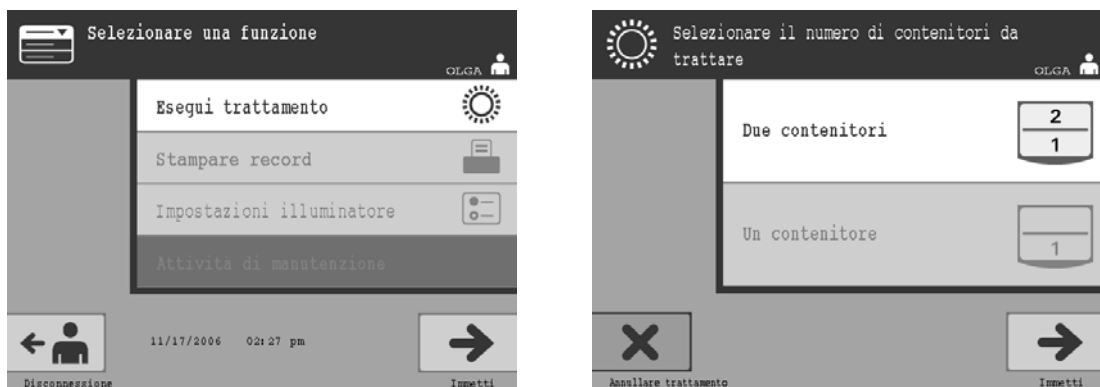 Selezionare una funzione
OLGA
Esegui trattamento
Stampare record
Impostazioni illuminatore
Attività di manutenzione
11/17/2006 02:27 pm
Disconnessione
Immetti
Selezionare il numero di contenitori da
trattare
OLGA
Due contenitori
2
1
Un contenitore
1
Annullare trattamento
Immetti